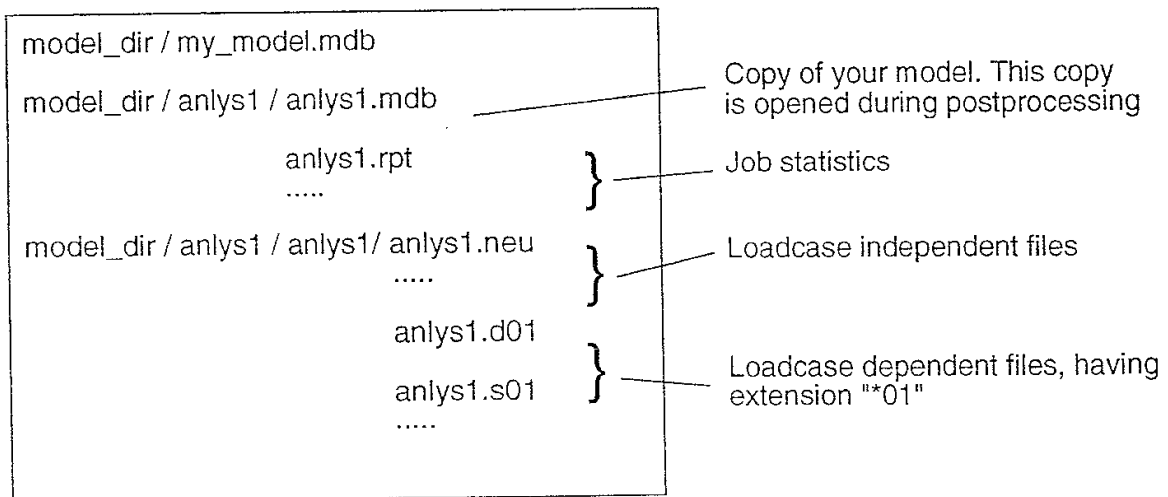 model_dir / my_model.mdb
Copy of your model. This copy
is opened during postprocessing
model_dir / anlys1 / anlys1.mdb
anlys1.rpt
.....
Job statistics
model_dir / anlys1 / anlys1/ anlys1.neu
.....
Loadcase independent files
anlys1.d01
anlys1.s01
.....
Loadcase dependent files, having
extension "*01"